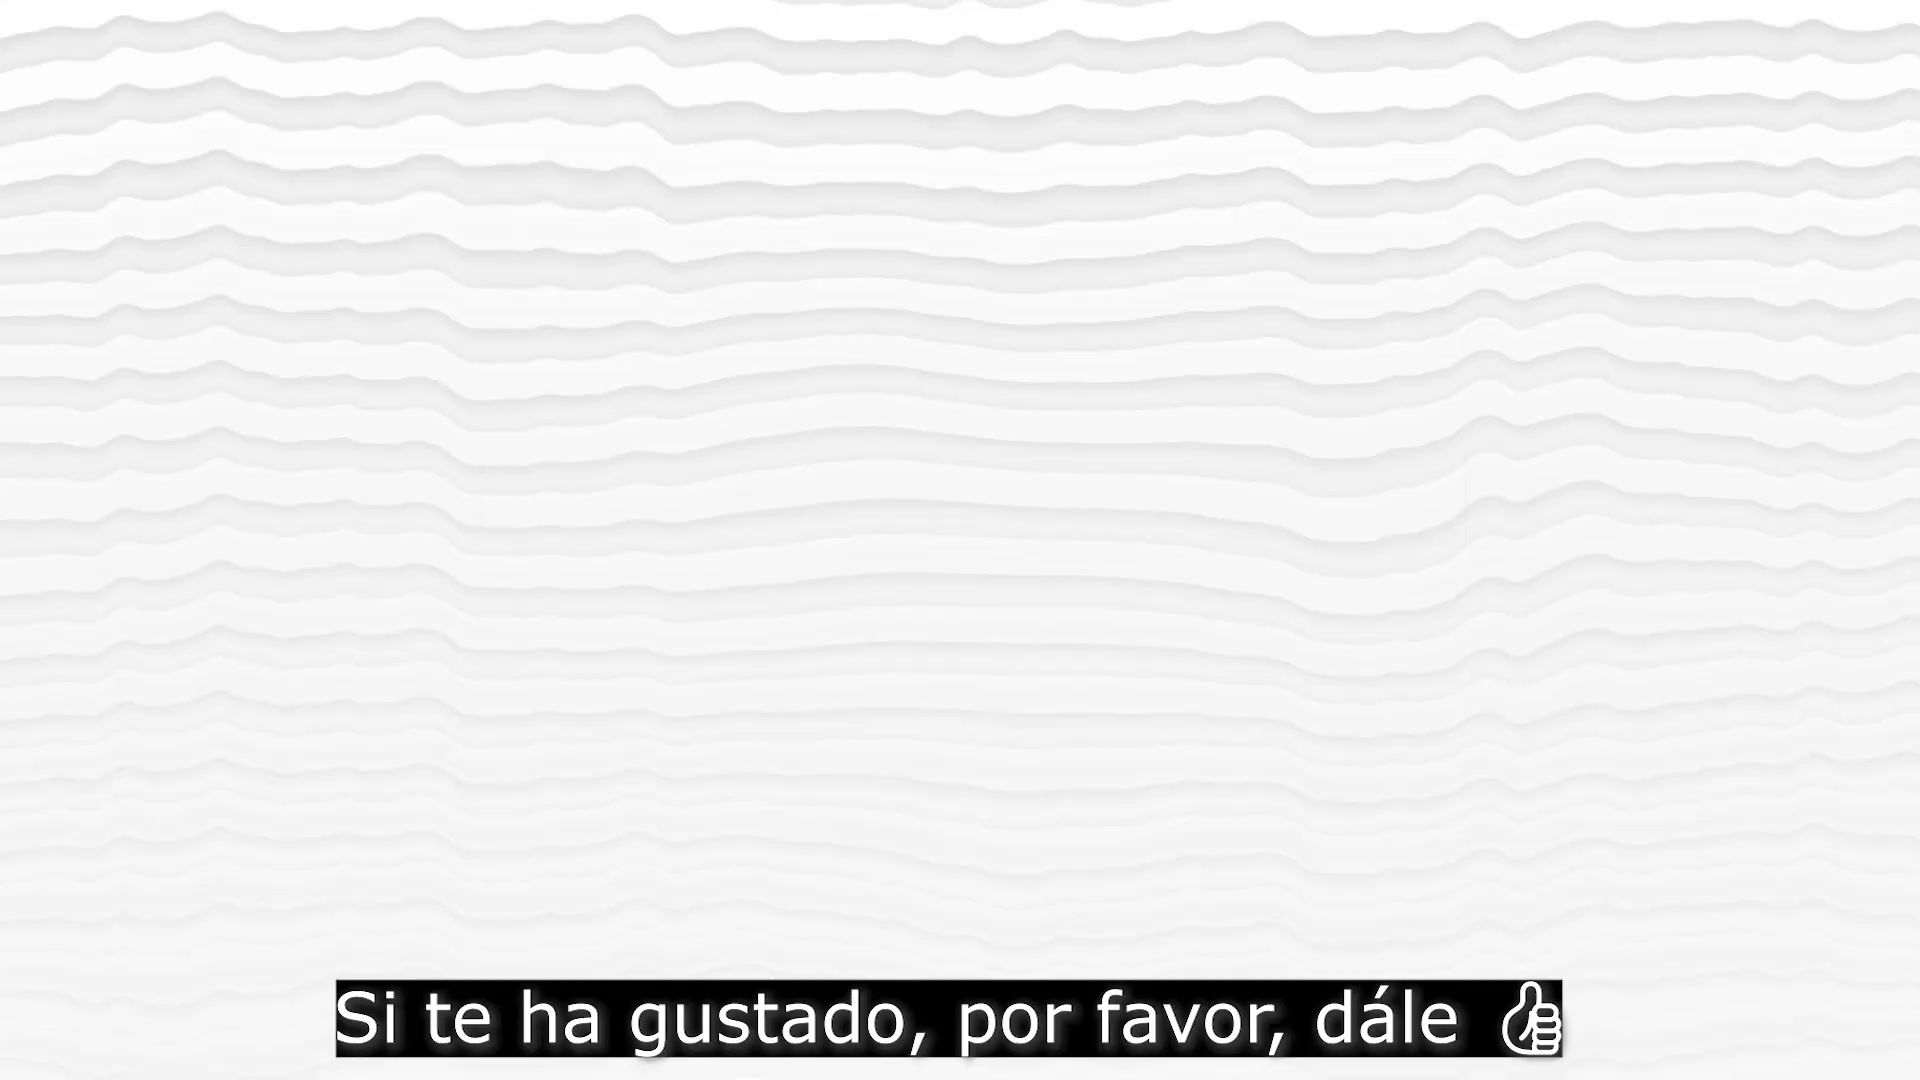 Si te ha gustado, por favor, dále 👍